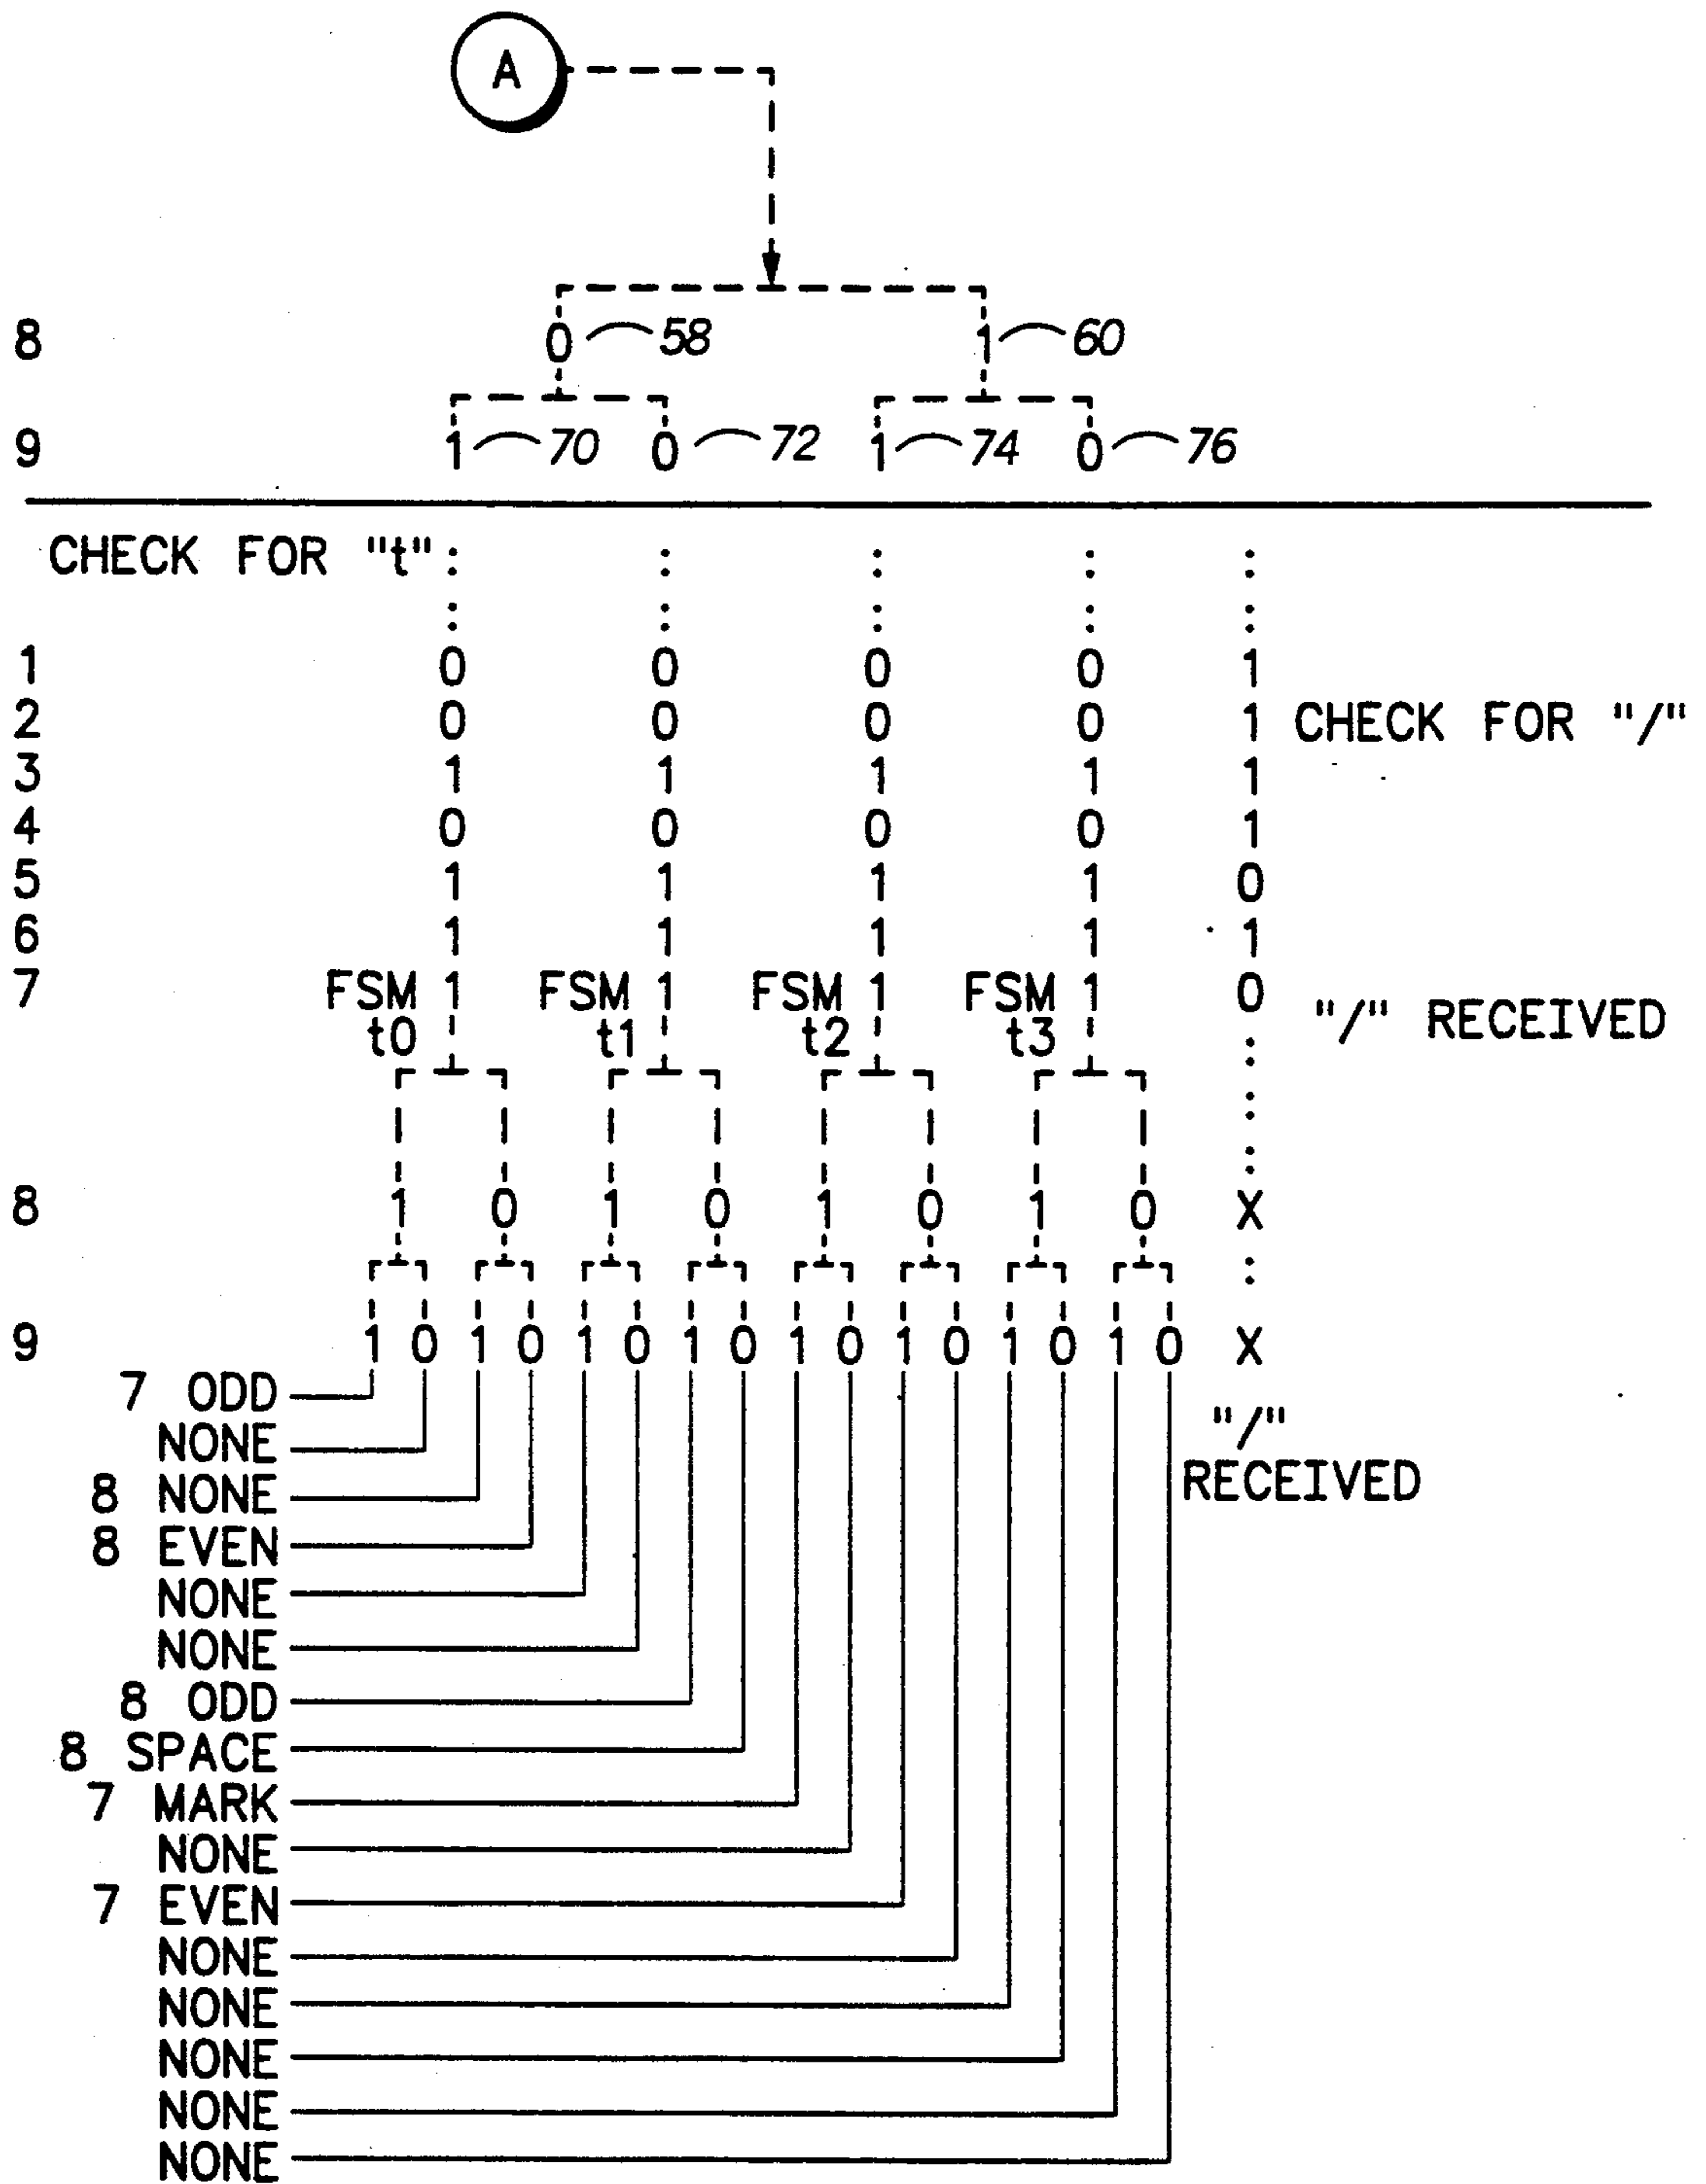 A
8 0 58 1 60
9 1 70 0 72 1 74 0 76
CHECK FOR "t"
1 0 0 0 0 1
2 0 0 0 0 1 CHECK FOR "/"
3 1 1 1 1 1
4 0 0 0 0 1
5 1 1 1 1 0
6 1 1 1 1 1
7 FSM 1 FSM 1 FSM 1 FSM 1 0
t0 t1 t2 t3 "/" RECEIVED
8 1 0 1 0 1 0 1 0 X
9 1 0 1 0 1 0 1 0 1 0 1 0 1 0 1 0 X
7 ODD
NONE "/"
8 NONE RECEIVED
8 EVEN
NONE
NONE
8 ODD
8 SPACE
7 MARK
NONE
7 EVEN
NONE
NONE
NONE
NONE
NONE